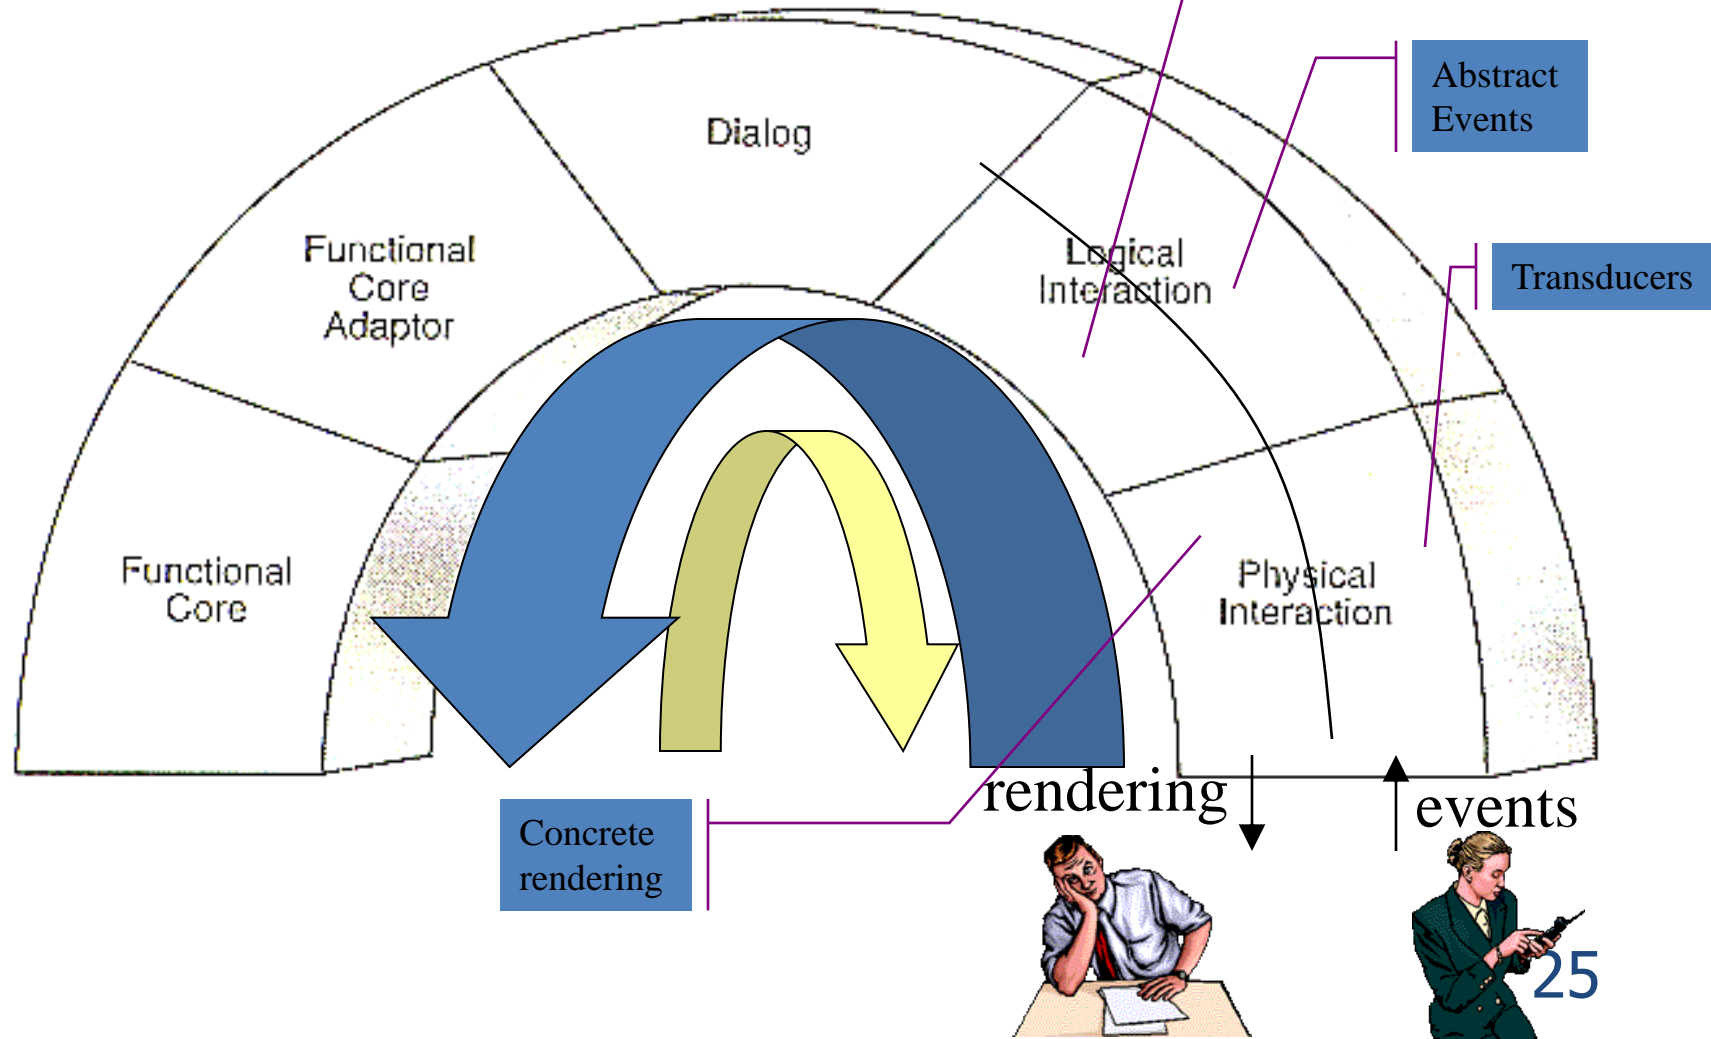 Abstract
Events
Dialog
Functional
Core
Adaptor
Logical
Interaction
Transducers
Functional
Core
Physical
Interaction
rendering
events
Concrete
rendering
25